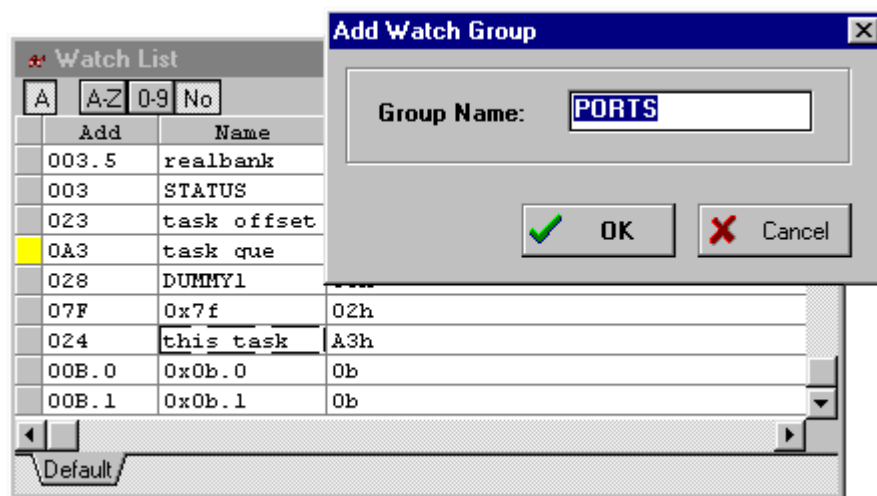 Add Watch Group
Group Name: PORTS
OK Cancel
Watch List
A A-Z 0-9 No
Add Name
003.5 realbank
003 STATUS
023 task offset
0A3 task que
028 DUMMY1
07F 0x7f 02h
024 this task A3h
00B.0 0x0b.0 0b
00B.1 0x0b.1 0b
Default